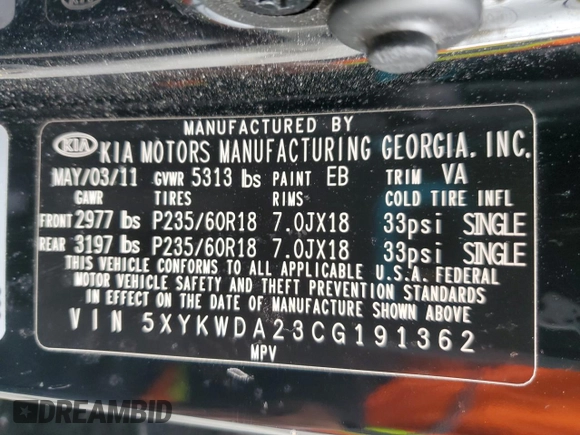 MANUFACTURED BY
KIA KIA MOTORS MANUFACTURING GEORGIA, INC.
MAY/03/11 GVWR 5313 lbs PAINT EB TRIM VA
GAWR TIRES RIMS COLD TIRE INFL
FRONT 2977 lbs P235/60R18 7.0JX18 33psi SINGLE
REAR 3197 lbs P235/60R18 7.0JX18 33psi SINGLE
THIS VEHICLE CONFORMS TO ALL APPLICABLE U.S.A. FEDERAL
MOTOR VEHICLE SAFETY AND THEFT PREVENTION STANDARDS
IN EFFECT ON THE DATE OF MANUFACTURE SHOWN ABOVE.
VIN 5XYKWDA23CG191362
MPV
DREAMBID